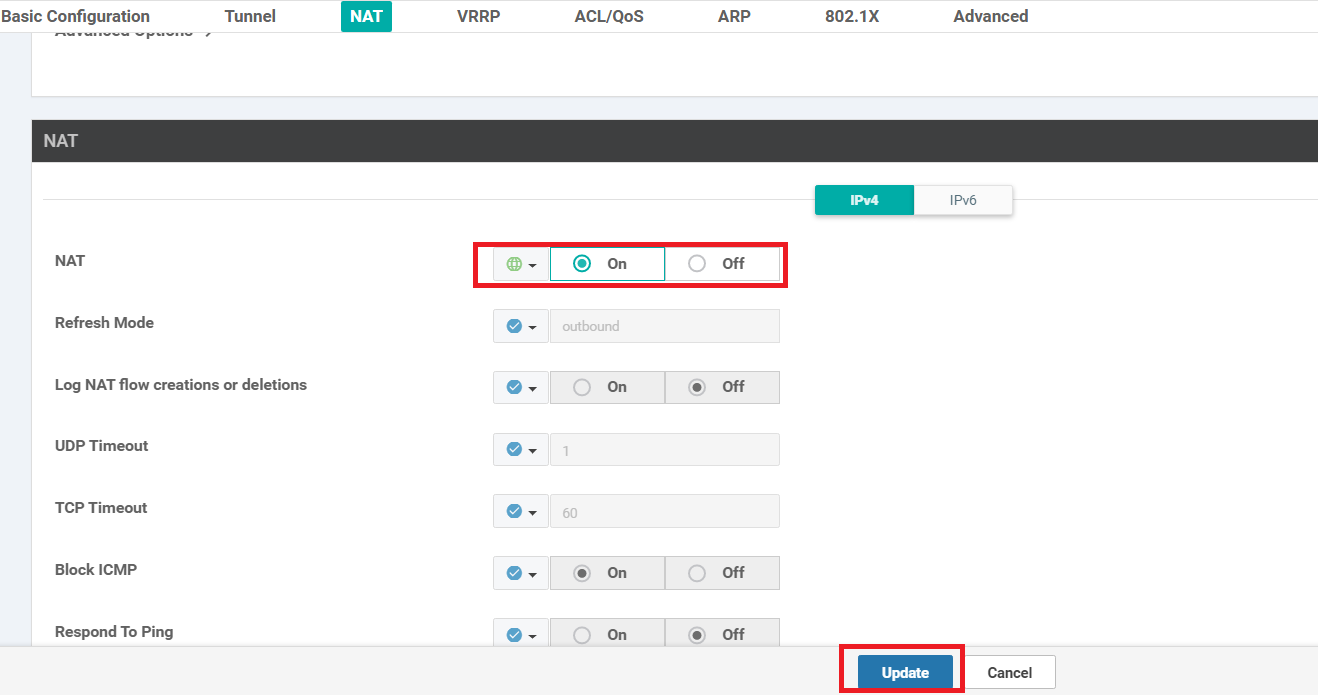 Basic Configuration Tunnel NAT VRRP ACL/QoS ARP 802.1X Advanced
Advanced Options
NAT
IPv4 IPv6
NAT On Off
Refresh Mode outbound
Log NAT flow creations or deletions On Off
UDP Timeout 1
TCP Timeout 60
Block ICMP On Off
Respond To Ping On Off
Update Cancel